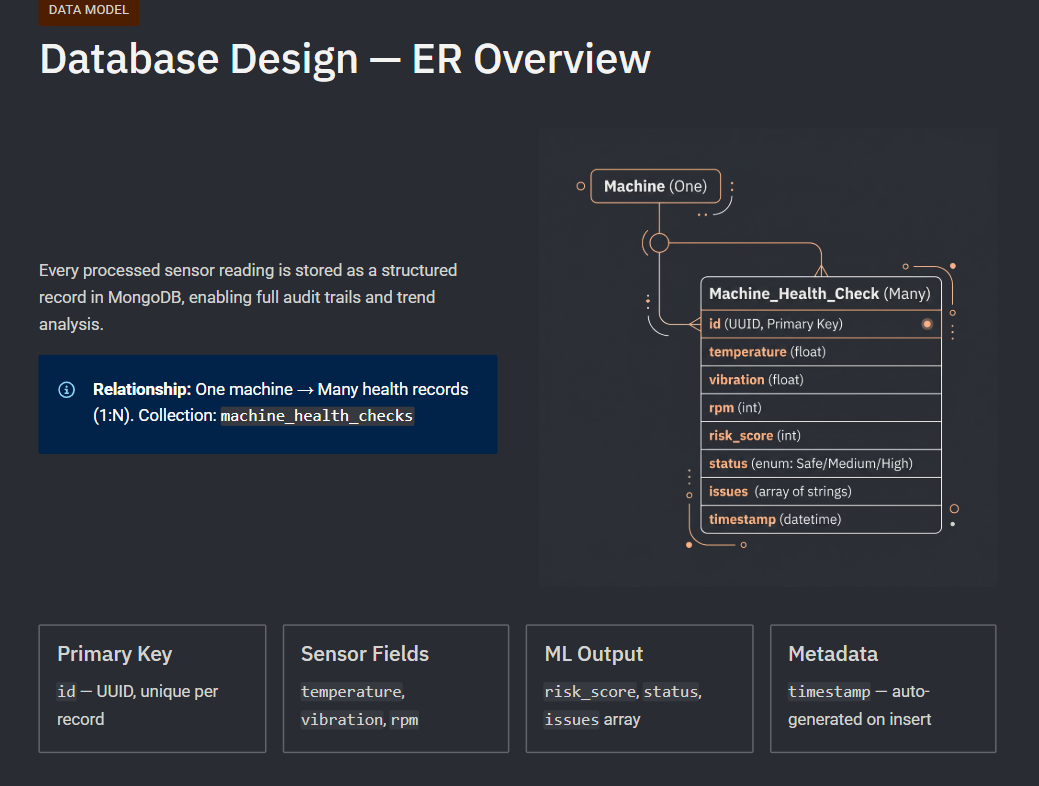 DATA MODEL
Database Design — ER Overview
Every processed sensor reading is stored as a structured
record in MongoDB, enabling full audit trails and trend
analysis.
Relationship: One machine → Many health records
(1:N). Collection: machine_health_checks
Machine (One)
Machine_Health_Check (Many)
id (UUID, Primary Key)
temperature (float)
vibration (float)
rpm (int)
risk_score (int)
status (enum: Safe/Medium/High)
issues (array of strings)
timestamp (datetime)
Primary Key
id — UUID, unique per
record
Sensor Fields
temperature,
vibration, rpm
ML Output
risk_score, status,
issues array
Metadata
timestamp — auto-
generated on insert